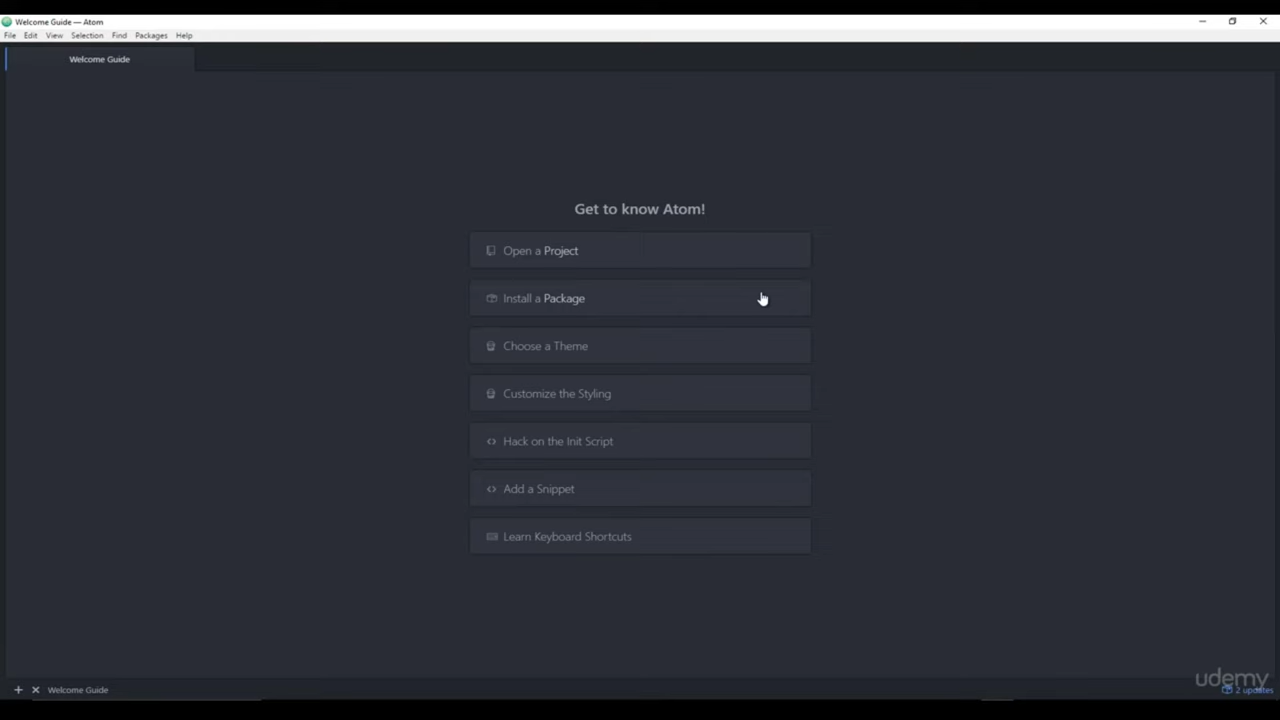 Welcome Guide — Atom
File Edit View Selection Find Packages Help
Welcome Guide
Get to know Atom!
Open a Project
Install a Package
Choose a Theme
Customize the Styling
Hack on the Init Script
Add a Snippet
Learn Keyboard Shortcuts
Welcome Guide
udemy
2 updates